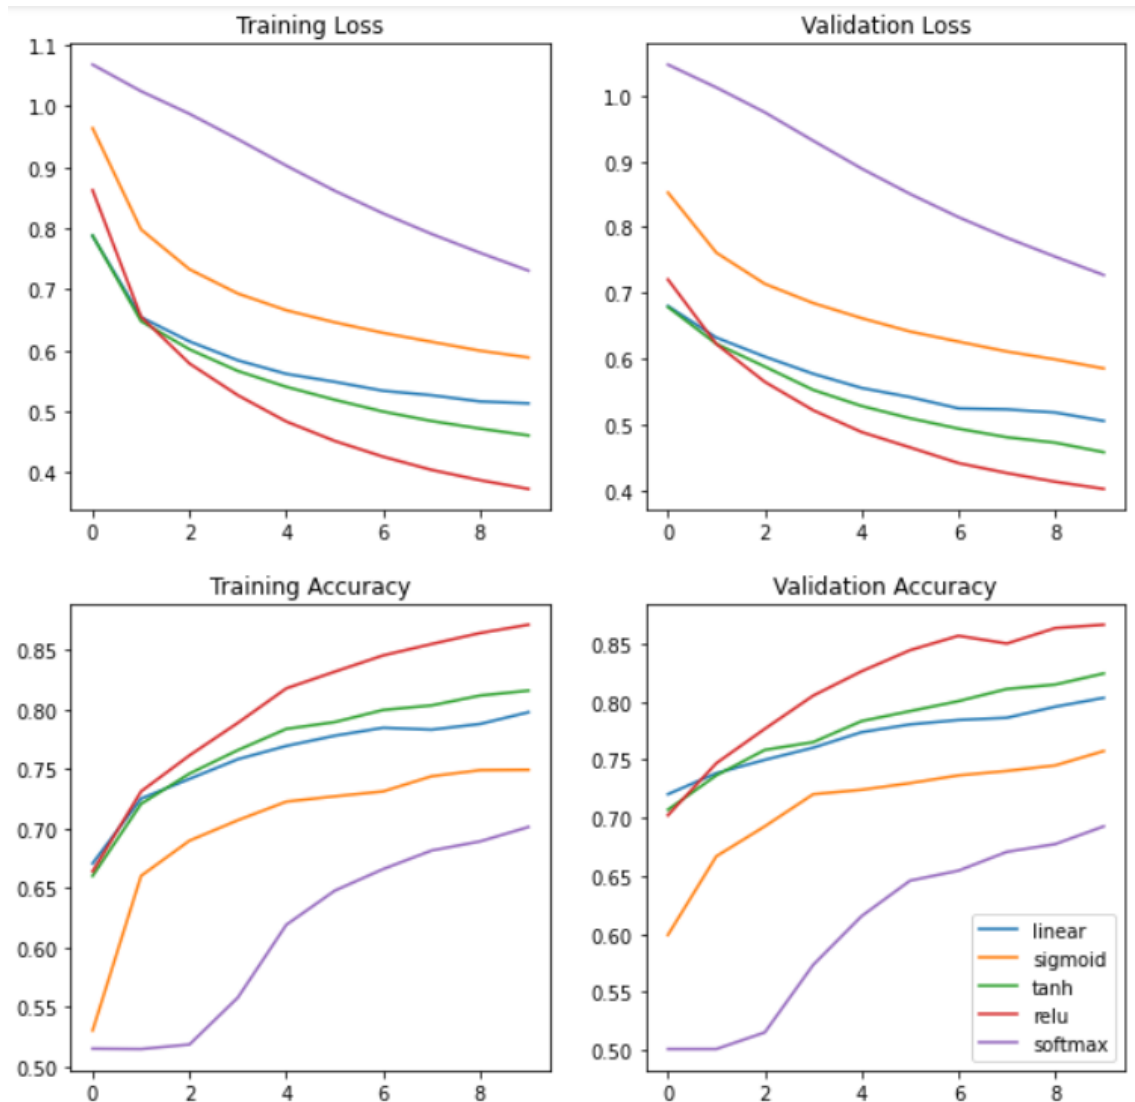 Training Loss
1.1
1.0
0.9
0.8
0.7
0.6
0.5
0.4
0 2 4 6 8
Validation Loss
1.0
0.9
0.8
0.7
0.6
0.5
0.4
0 2 4 6 8
Training Accuracy
0.85
0.80
0.75
0.70
0.65
0.60
0.55
0.50
0 2 4 6 8
Validation Accuracy
0.85
0.80
0.75
0.70
0.65
0.60
0.55
0.50
0 2 4 6 8
linear
sigmoid
tanh
relu
softmax